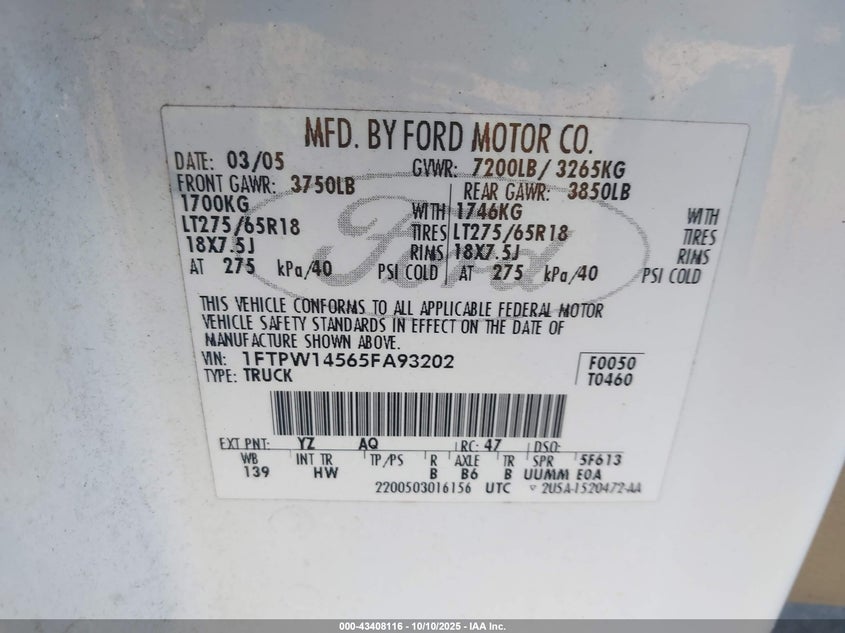 MFD. BY FORD MOTOR CO.
DATE: 03/05 GVWR: 7200LB/ 3265KG
FRONT GAWR: 3750LB REAR GAWR: 3850LB
1700KG WITH 1746KG WITH
LT275/65R18 TIRES LT275/65R18 TIRES
18X7.5J RIMS 18X7.5J RIMS
AT 275 kPa/40 PSI COLD AT 275 kPa/40 PSI COLD
Ford
THIS VEHICLE CONFORMS TO ALL APPLICABLE FEDERAL MOTOR
VEHICLE SAFETY STANDARDS IN EFFECT ON THE DATE OF
MANUFACTURE SHOWN ABOVE.
VIN: 1FTPW14565FA93202 F0050
TYPE: TRUCK T0460
EXT PNT: YZ AQ RC: 47 DSO:
WB INT TR TP/PS R AXLE TR SPR 5F613
139 HW B B6 B UUMM EOA
2200503016156 UTC 2U5A-1520472-AA
000-43408116 - 10/10/2025 - IAA Inc.